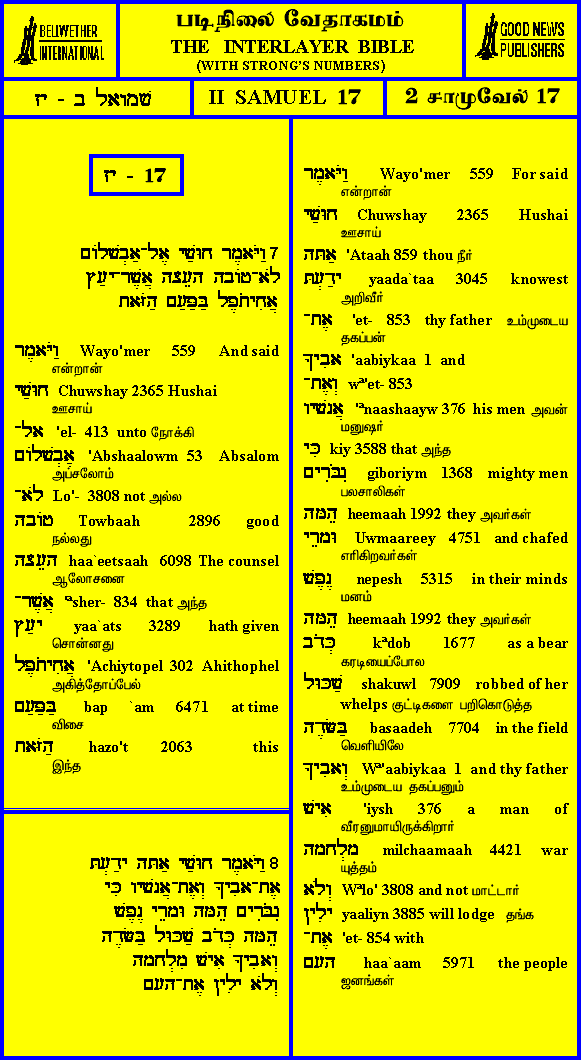 BELLWETHER
INTERNATIONAL
படிநிலை வேதாகமம்
THE INTERLAYER BIBLE
(WITH STRONG'S NUMBERS)
GOOD NEWS
PUBLISHERS
שמואל ב - יז
II SAMUEL 17
2 சாமுவேல் 17
יז - 17
7 וַיֹּאמֶר חוּשַׁי אֶל־אַבְשָׁלוֹם
לֹא־טוֹבָה הָעֵצָה אֲשֶׁר־יָעַץ
אֲחִיתֹפֶל בַּפַּעַם הַזֹּאת
וַיֹּאמֶר Wayo'mer 559 And said
என்றான்
חוּשַׁי Chuwshay 2365 Hushai
ஊசாய்
אֶל־ 'el- 413 unto நோக்கி
אַבְשָׁלוֹם 'Abshaalowm 53 Absalom
அப்சலோம்
לֹא־ Lo'- 3808 not அல்ல
טוֹבָה Towbaah 2896 good
நல்லது
הָעֵצָה haa`eetsaah 6098 The counsel
ஆலோசனை
אֲשֶׁר־ ªsher- 834 that அந்த
יָעַץ yaa`ats 3289 hath given
சொன்னது
אֲחִיתֹפֶל 'Achiytopel 302 Ahithophel
அகித்தோப்பேல்
בַּפַּעַם bap `am 6471 at time
விசை
הַזֹּאת hazo't 2063 this
இந்த
8 וַיֹּאמֶר חוּשַׁי אַתָּה יָדַעְתָּ
אֶת־אָבִיךָ וְאֶת־אֲנָשָׁיו כִּי
גִבֹּרִים הֵמָּה וּמָרֵי נֶפֶשׁ
הֵמָּה כְּדֹב שַׁכּוּל בַּשָּׂדֶה
וְאָבִיךָ אִישׁ מִלְחָמָה
וְלֹא יָלִין אֶת־הָעָם
וַיֹּאמֶר Wayo'mer 559 For said
என்றான்
חוּשַׁי Chuwshay 2365 Hushai
ஊசாய்
אַתָּה 'Ataah 859 thou நீர்
יָדַעְתָּ yaada`taa 3045 knowest
அறிவீர்
אֶת־ 'et- 853 thy father உம்முடைய
தகப்பன்
אָבִיךָ 'aabiykaa 1 and
וְאֶת־ wª'et- 853
אֲנָשָׁיו 'ªnaashaayw 376 his men அவன்
மனுஷர்
כִּי kiy 3588 that அந்த
גִבֹּרִים giboriym 1368 mighty men
பலசாலிகள்
הֵמָּה heemaah 1992 they அவர்கள்
וּמָרֵי Uwmaareey 4751 and chafed
எரிகிறவர்கள்
נֶפֶשׁ nepesh 5315 in their minds
மனம்
הֵמָּה heemaah 1992 they அவர்கள்
כְּדֹב kªdob 1677 as a bear
கரடியைப்போல
שַׁכּוּל shakuwl 7909 robbed of her
whelps குட்டிகளை பறிகொடுத்த
בַּשָּׂדֶה basaadeh 7704 in the field
வெளியிலே
וְאָבִיךָ Wª'aabiykaa 1 and thy father
உம்முடைய தகப்பனும்
אִישׁ 'iysh 376 a man of
வீரனுமாயிருக்கிறார்
מִלְחָמָה milchaamaah 4421 war
யுத்தம்
וְלֹא Wªlo' 3808 and not மாட்டார்
יָלִין yaaliyn 3885 will lodge தங்க
אֶת־ 'et- 854 with
הָעָם haa`aam 5971 the people
ஜனங்கள்